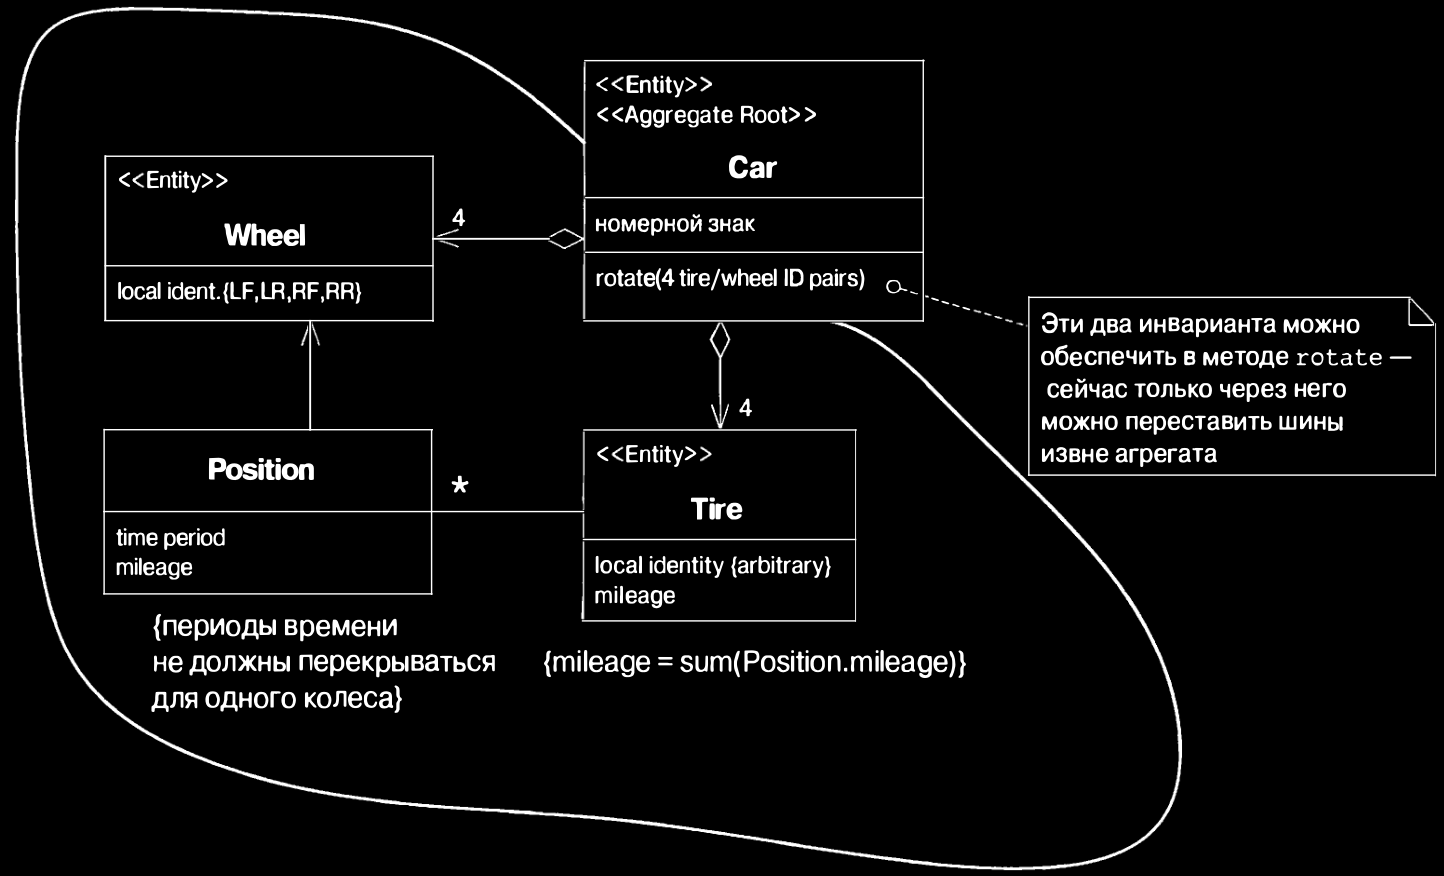 <<Entity>>
<<Aggregate Root>>
Car
номерной знак
rotate(4 tire/wheel ID pairs)
<<Entity>>
Wheel
local ident.{LF,LR,RF,RR}
4
Эти два инварианта можно
обеспечить в методе rotate —
сейчас только через него
можно переставить шины
извне агрегата
4
Position
time period
mileage
*
<<Entity>>
Tire
local identity {arbitrary}
mileage
{периоды времени
не должны перекрываться
для одного колеса}
{mileage = sum(Position.mileage)}